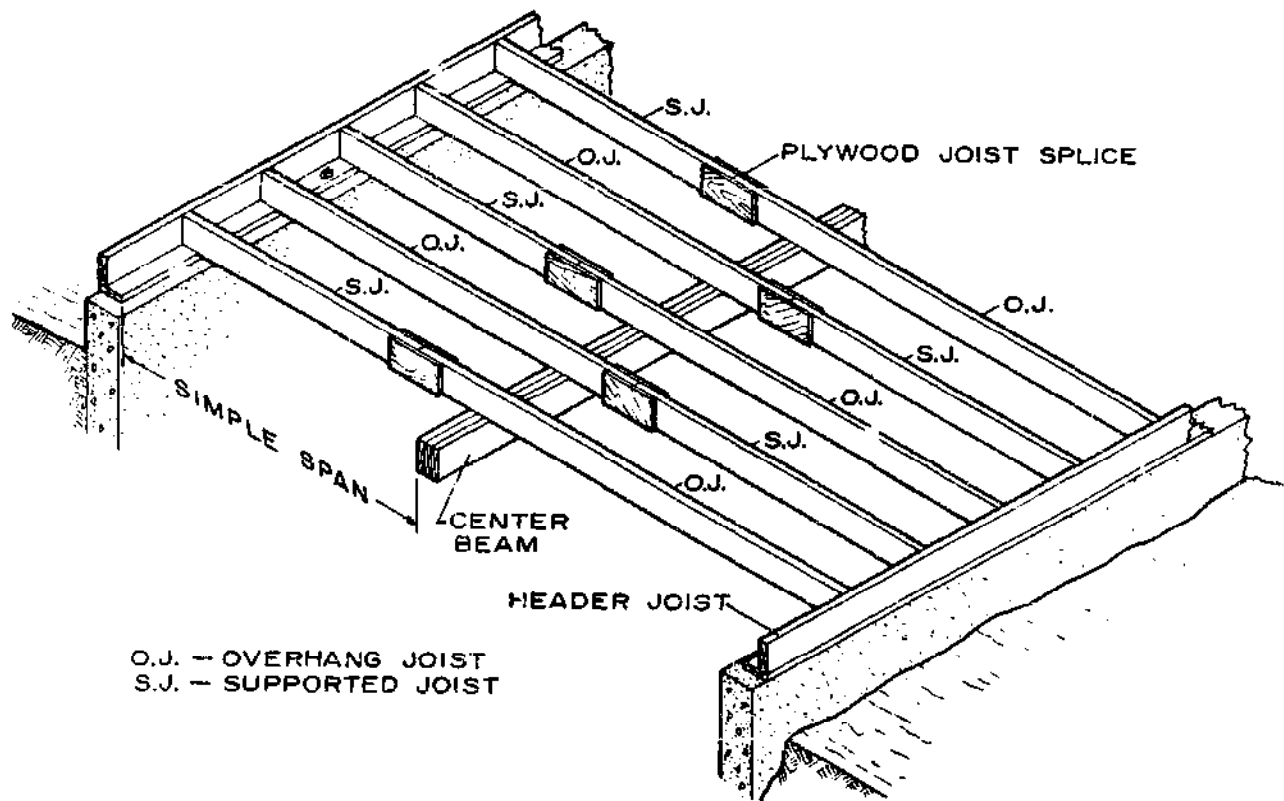 S.J.
PLYWOOD JOIST SPLICE
O.J.
S.J.
O.J.
S.J.
O.J.
S.J.
O.J.
S.J.
O.J.
SIMPLE SPAN
CENTER
BEAM
HEADER JOIST
O.J. — OVERHANG JOIST
S.J. — SUPPORTED JOIST